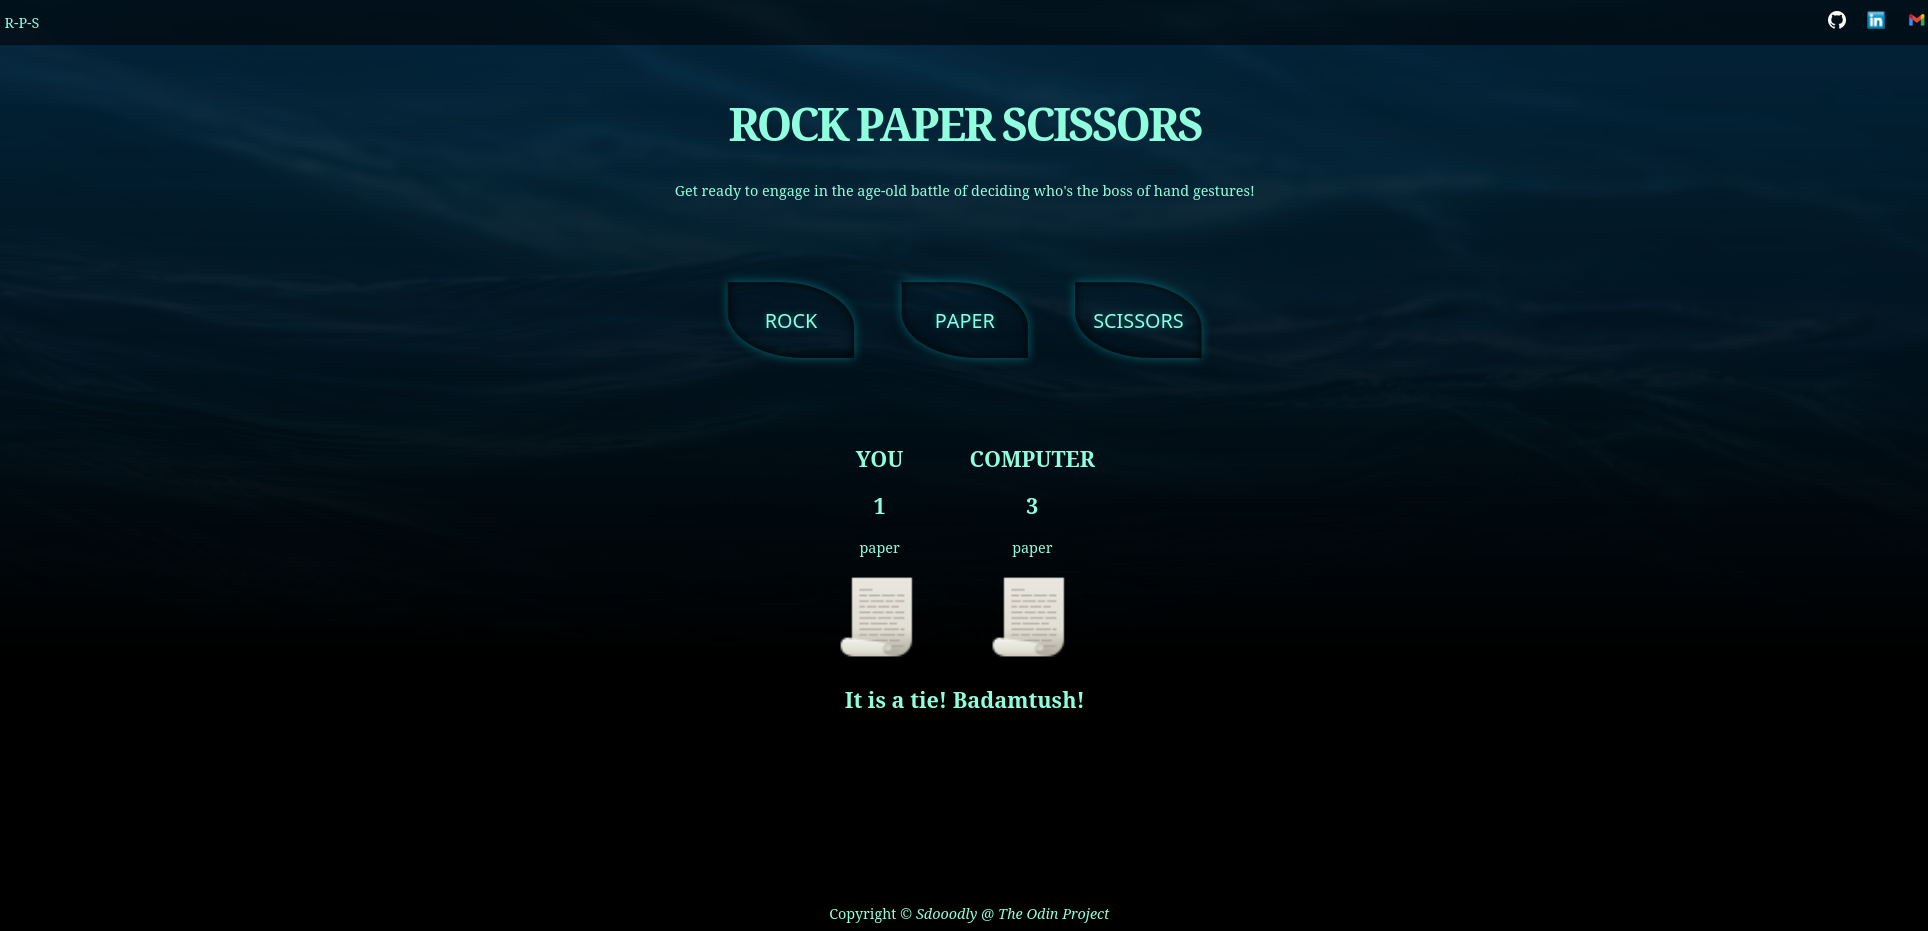 R-P-S
ROCK PAPER SCISSORS
Get ready to engage in the age-old battle of deciding who's the boss of hand gestures!
ROCK PAPER SCISSORS
YOU COMPUTER
1 3
paper paper
It is a tie! Badamtush!
Copyright © Sdooodly @ The Odin Project